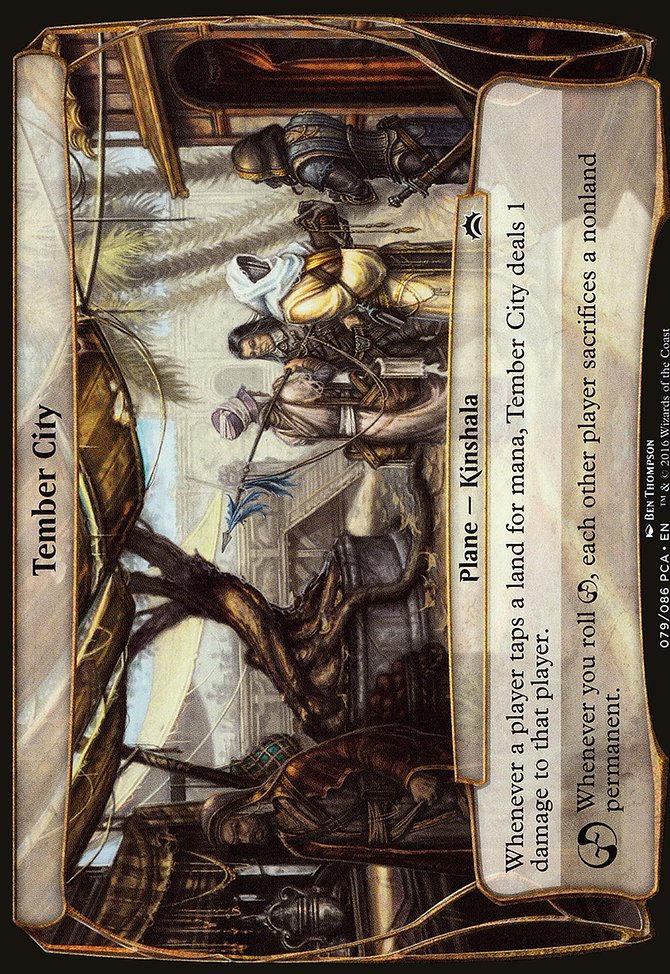 Tember City
Plane — Kinshala
Whenever a player taps a land for mana, Tember City deals 1
damage to that player.
Whenever you roll , each other player sacrifices a nonland
permanent.
Ben Thompson
079/086 PCA • EN ™ & © 2016 Wizards of the Coast